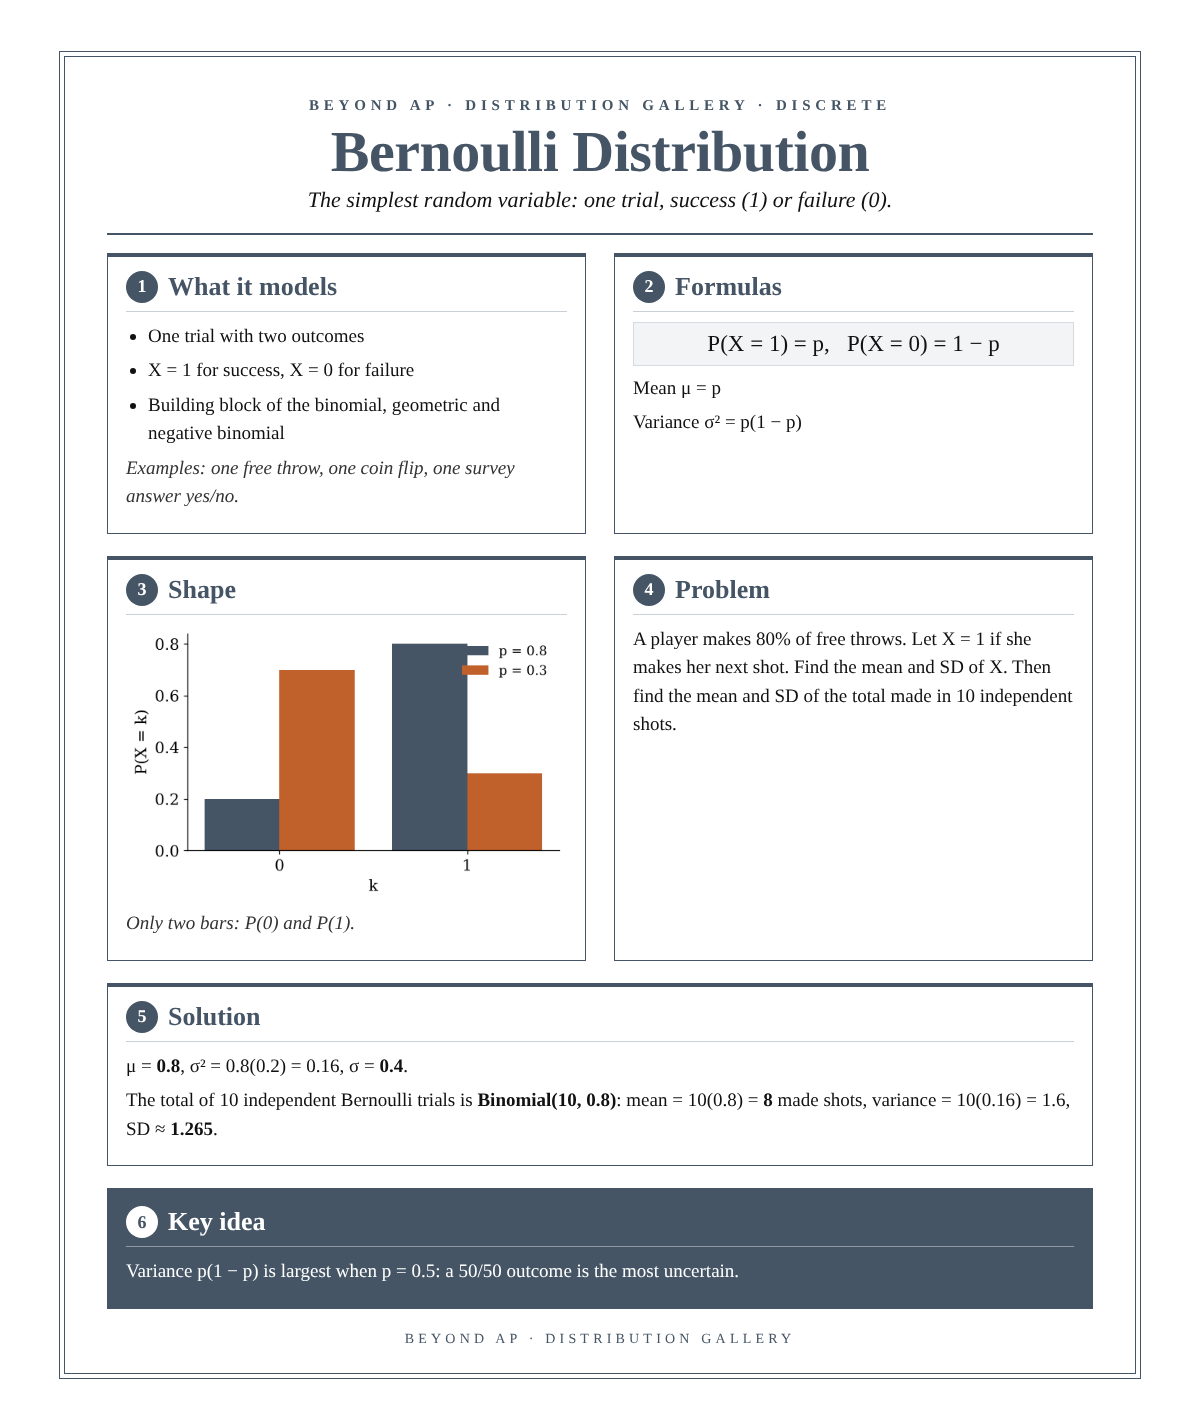 BEYOND AP · DISTRIBUTION GALLERY · DISCRETE
Bernoulli Distribution
The simplest random variable: one trial, success (1) or failure (0).
1 What it models
• One trial with two outcomes
• X = 1 for success, X = 0 for failure
• Building block of the binomial, geometric and
negative binomial
Examples: one free throw, one coin flip, one survey
answer yes/no.
2 Formulas
P(X = 1) = p, P(X = 0) = 1 − p
Mean μ = p
Variance σ² = p(1 − p)
3 Shape
P(X = k)
0.8
0.6
0.4
0.2
0.0
0 1
k
p = 0.8
p = 0.3
Only two bars: P(0) and P(1).
4 Problem
A player makes 80% of free throws. Let X = 1 if she
makes her next shot. Find the mean and SD of X. Then
find the mean and SD of the total made in 10 independent
shots.
5 Solution
μ = 0.8, σ² = 0.8(0.2) = 0.16, σ = 0.4.
The total of 10 independent Bernoulli trials is Binomial(10, 0.8): mean = 10(0.8) = 8 made shots, variance = 10(0.16) = 1.6,
SD ≈ 1.265.
6 Key idea
Variance p(1 − p) is largest when p = 0.5: a 50/50 outcome is the most uncertain.
BEYOND AP · DISTRIBUTION GALLERY